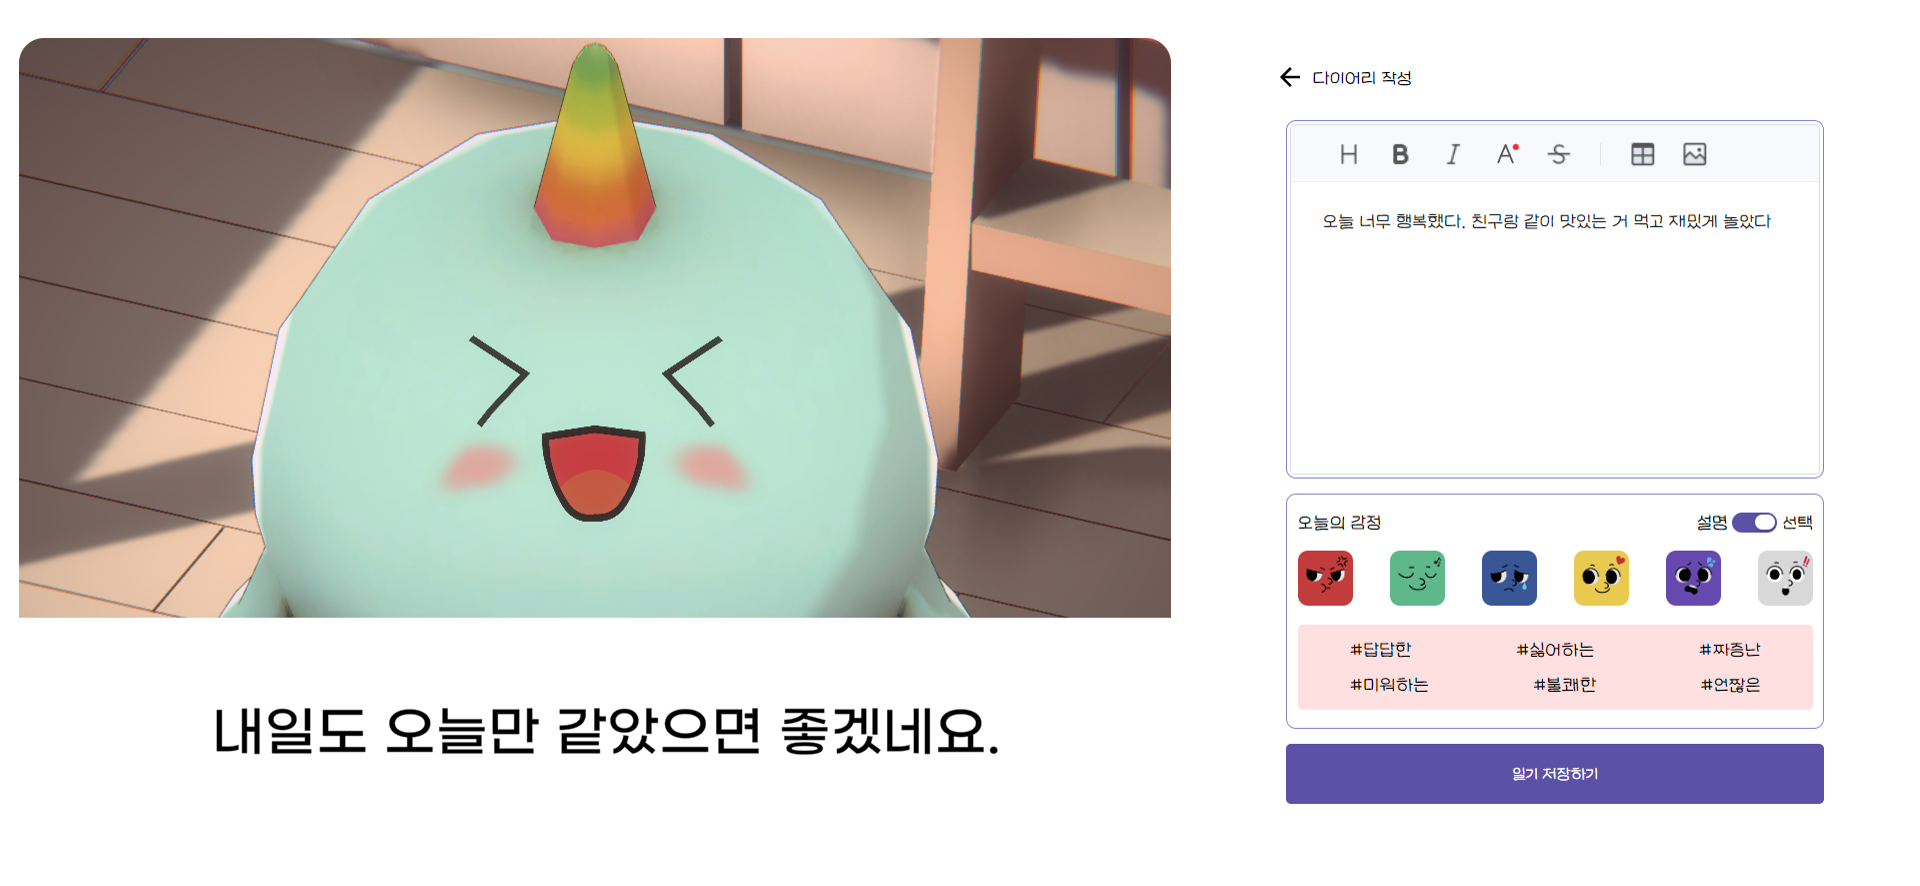 내일도 오늘만 같았으면 좋겠네요.
다이어리 작성
H B I A S
오늘 너무 행복했다. 친구랑 같이 맛있는 거 먹고 재밌게 놀았다
오늘의 감정
설명 선택
#답답한 #싫어하는 #짜증난
#미워하는 #불쾌한 #언짢은
일기 저장하기